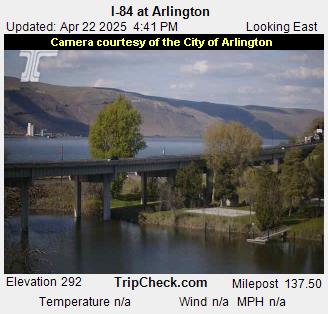 I-84 at Arlington
Updated: Apr 22 2025 4:41 PM Looking East
Camera courtesy of the City of Arlington
Elevation 292 TripCheck.com Milepost 137.50
Temperature n/a Wind n/a MPH n/a